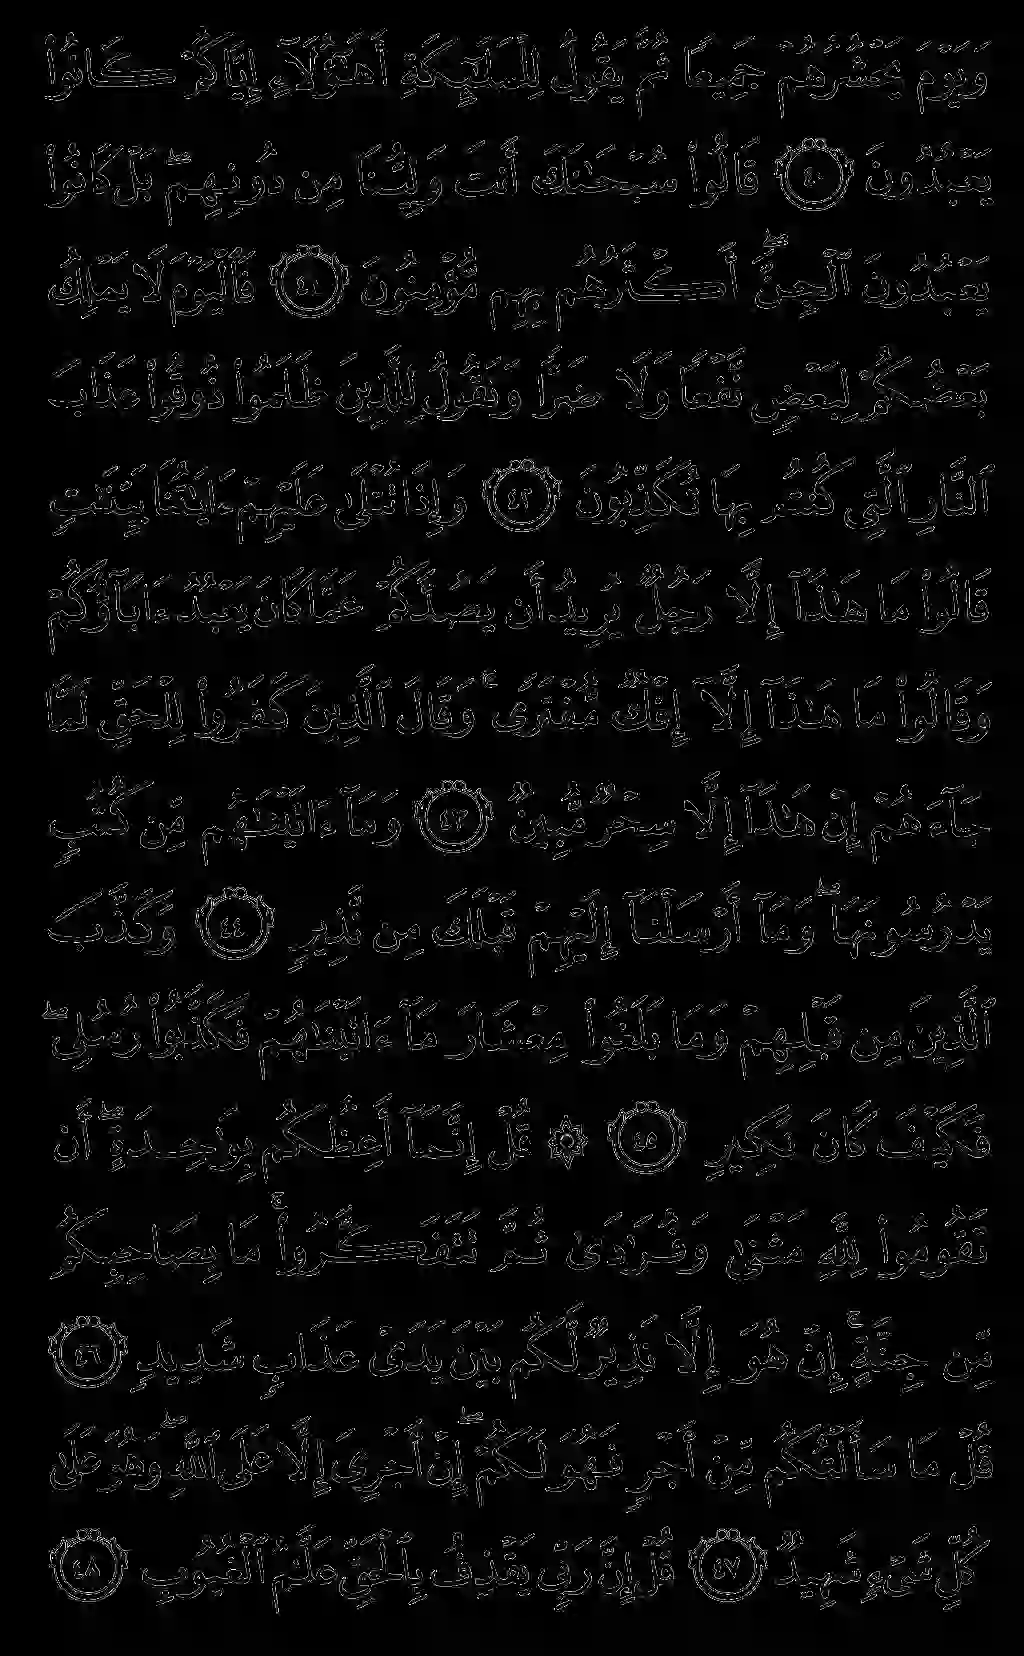 وَيَوْمَ يَحْشُرُهُمْ جَمِيعًا ثُمَّ يَقُولُ لِلْمَلَٰٓئِكَةِ أَهَٰٓؤُلَآءِ إِيَّاكُمْ كَانُوا۟
يَعْبُدُونَ ٤٠ قَالُوا۟ سُبْحَٰنَكَ أَنتَ وَلِيُّنَا مِن دُونِهِم ۖ بَلْ كَانُوا۟
يَعْبُدُونَ ٱلْجِنَّ ۖ أَكْثَرُهُم بِهِم مُّؤْمِنُونَ ٤١ فَٱلْيَوْمَ لَا يَمْلِكُ
بَعْضُكُمْ لِبَعْضٍ نَّفْعًا وَلَا ضَرًّا وَنَقُولُ لِلَّذِينَ ظَلَمُوا۟ ذُوقُوا۟ عَذَابَ
ٱلنَّارِ ٱلَّتِى كُنتُم بِهَا تُكَذِّبُونَ ٤٢ وَإِذَا تُتْلَىٰ عَلَيْهِمْ ءَايَٰتُنَا بَيِّنَٰتٍ
قَالُوا۟ مَا هَٰذَآ إِلَّا رَجُلٌ يُرِيدُ أَن يَصُدَّكُمْ عَمَّا كَانَ يَعْبُدُ ءَابَآؤُكُمْ
وَقَالُوا۟ مَا هَٰذَآ إِلَّآ إِفْكٌ مُّفْتَرًى ۚ وَقَالَ ٱلَّذِينَ كَفَرُوا۟ لِلْحَقِّ لَمَّا
جَآءَهُمْ إِنْ هَٰذَآ إِلَّا سِحْرٌ مُّبِينٌ ٤٣ وَمَآ ءَاتَيْنَٰهُم مِّن كُتُبٍ
يَدْرُسُونَهَا ۖ وَمَآ أَرْسَلْنَآ إِلَيْهِمْ قَبْلَكَ مِن نَّذِيرٍ ٤٤ وَكَذَّبَ
ٱلَّذِينَ مِن قَبْلِهِمْ وَمَا بَلَغُوا۟ مِعْشَارَ مَآ ءَاتَيْنَٰهُمْ فَكَذَّبُوا۟ رُسُلِى ۖ
فَكَيْفَ كَانَ نَكِيرِ ٤٥ ۞ قُلْ إِنَّمَآ أَعِظُكُم بِوَٰحِدَةٍ ۖ أَن
تَقُومُوا۟ لِلَّهِ مَثْنَىٰ وَفُرَٰدَىٰ ثُمَّ تَتَفَكَّرُوا۟ ۚ مَا بِصَاحِبِكُم
مِّن جِنَّةٍ ۚ إِنْ هُوَ إِلَّا نَذِيرٌ لَّكُم بَيْنَ يَدَىْ عَذَابٍ شَدِيدٍ ٤٦
قُلْ مَا سَأَلْتُكُم مِّنْ أَجْرٍ فَهُوَ لَكُمْ ۖ إِنْ أَجْرِىَ إِلَّا عَلَى ٱللَّهِ ۖ وَهُوَ عَلَىٰ
كُلِّ شَىْءٍ شَهِيدٌ ٤٧ قُلْ إِنَّ رَبِّى يَقْذِفُ بِٱلْحَقِّ عَلَّٰمُ ٱلْغُيُوبِ ٤٨